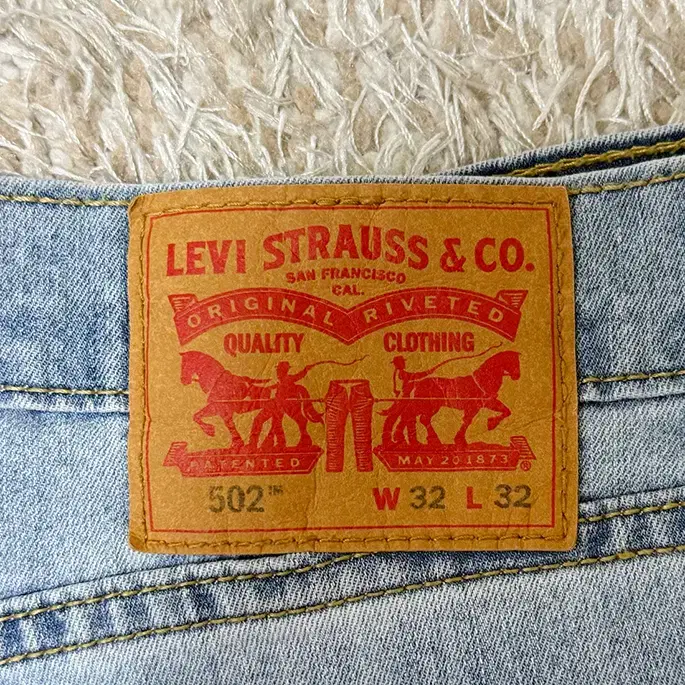 LEVI STRAUSS & CO.
SAN FRANCISCO
CAL.
ORIGINAL RIVETED
QUALITY CLOTHING
PATENTED MAY 20 1873 ®
502™ W 32 L 32